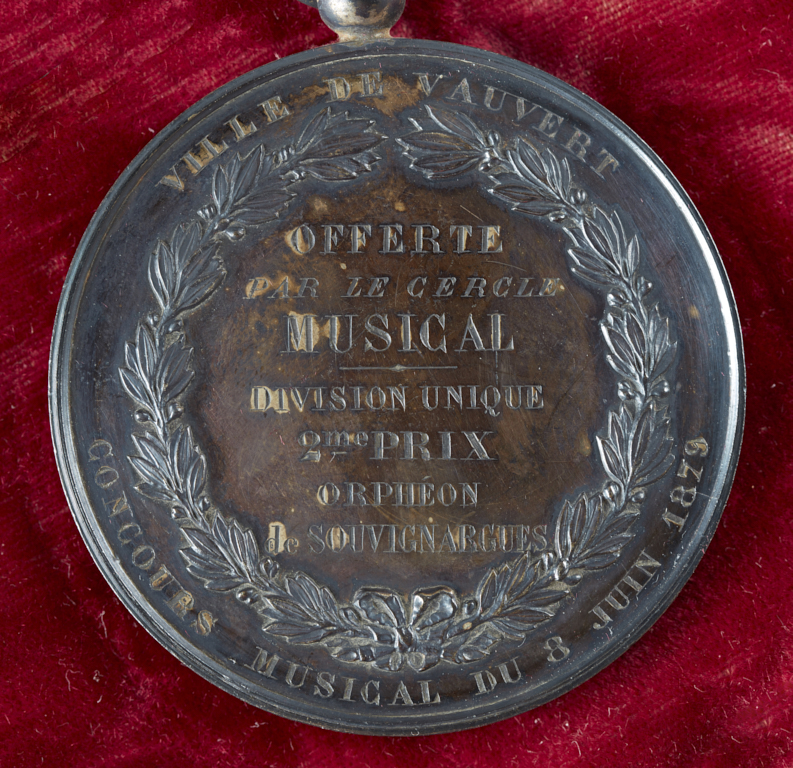 VILLE DE VAUVERT
OFFERTE
PAR LE CERCLE
MUSICAL
DIVISION UNIQUE
2me PRIX
ORPHÉON
de SOUVIGNARGUES
CONCOURS MUSICAL DU 8 JUIN 1879